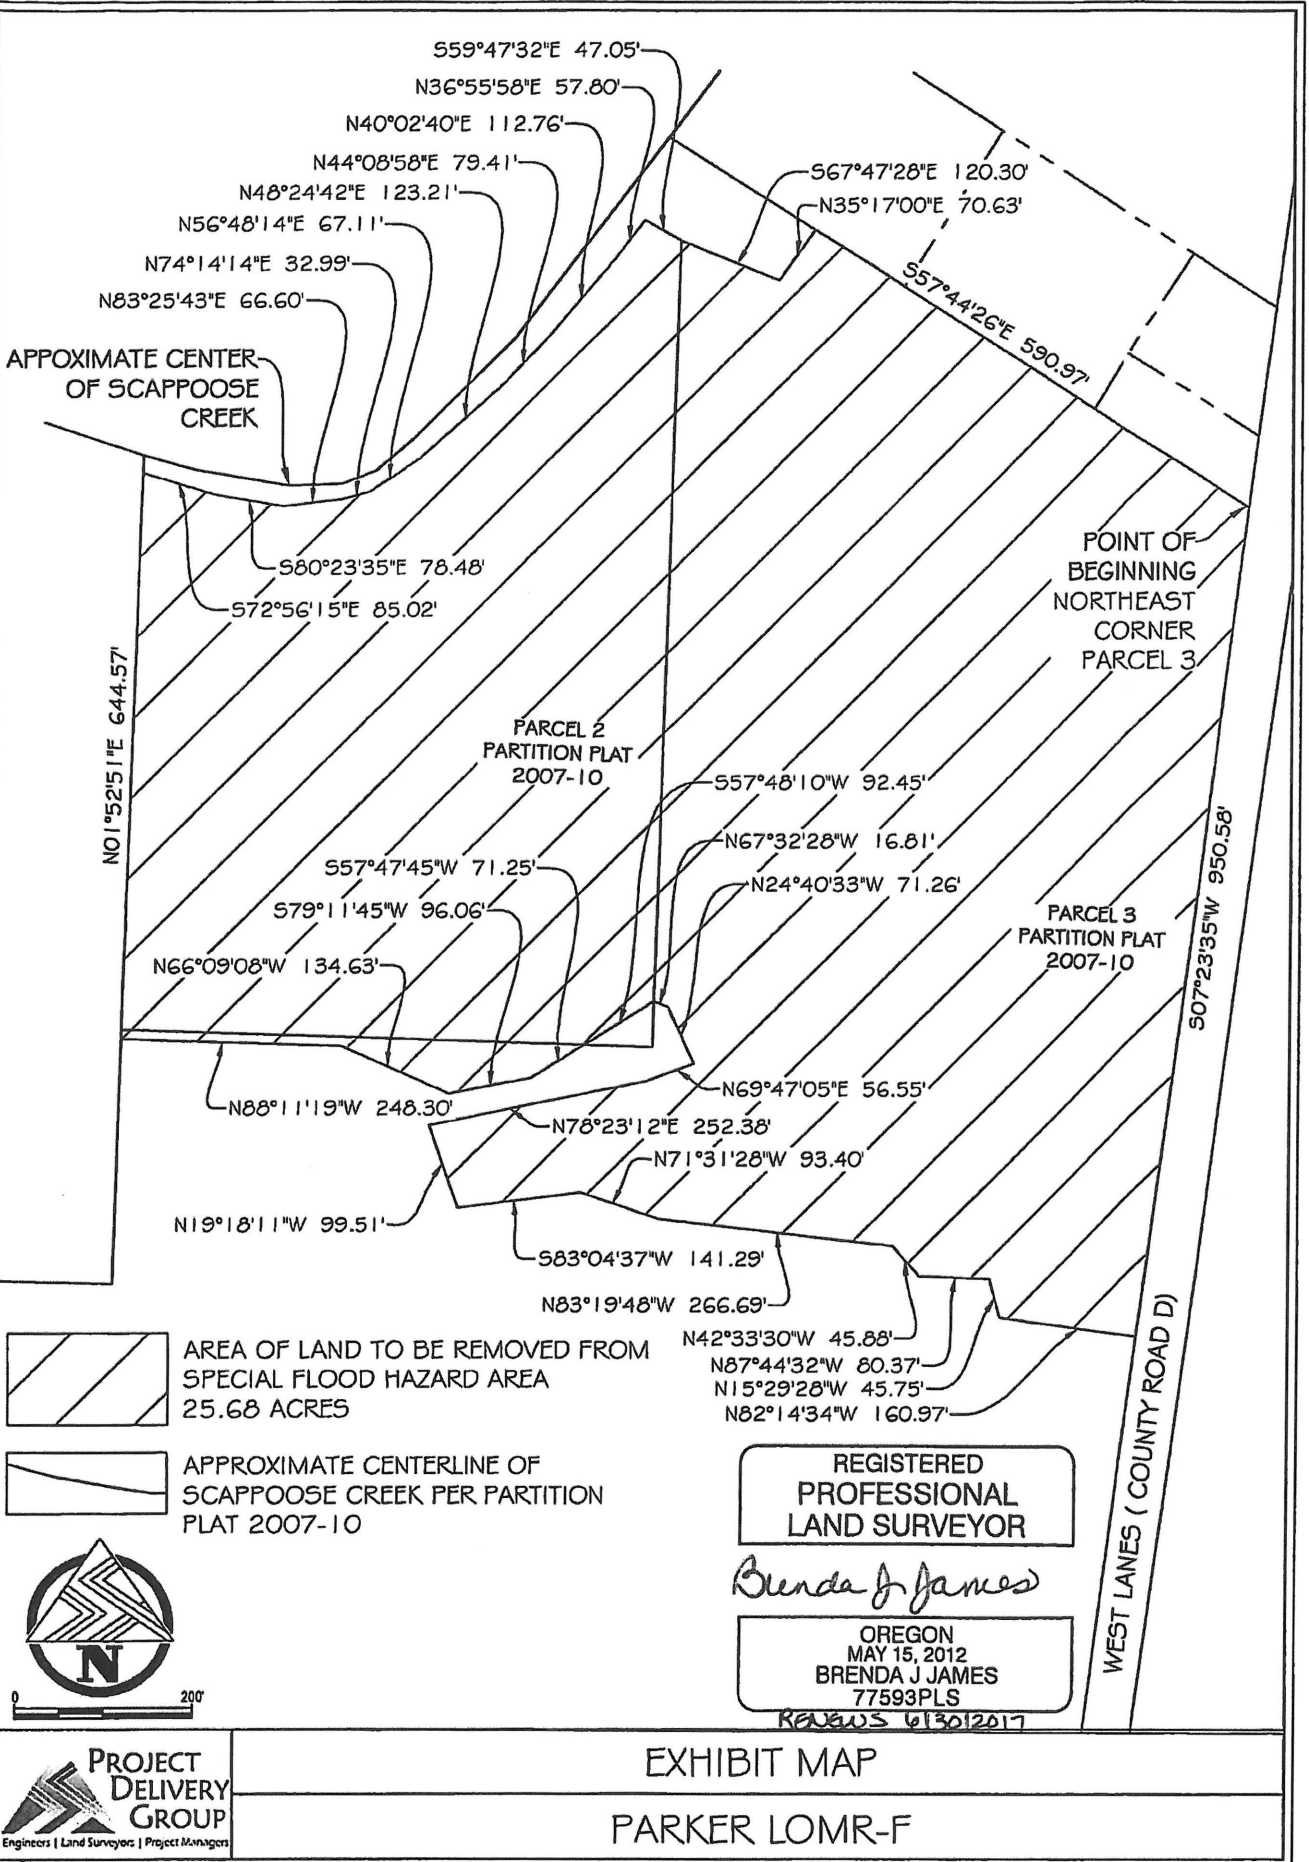 S59°47'32"E 47.05'
N36°55'58"E 57.80'
N40°02'40"E 112.76'
N44°08'58"E 79.41'
N48°24'42"E 123.21'
N56°48'14"E 67.11'
N74°14'14"E 32.99'
N83°25'43"E 66.60'
S67°47'28"E 120.30'
N35°17'00"E 70.63'
S57°44'26"E 590.97'
APPOXIMATE CENTER
OF SCAPPOOSE
CREEK
S80°23'35"E 78.48'
S72°56'15"E 85.02'
POINT OF
BEGINNING
NORTHEAST
CORNER
PARCEL 3
N01°52'51"E 644.57'
PARCEL 2
PARTITION PLAT
2007-10
S57°48'10"W 92.45'
N67°32'28"W 16.81'
S57°47'45"W 71.25'
N24°40'33"W 71.26'
S79°11'45"W 96.06'
N66°09'08"W 134.63'
PARCEL 3
PARTITION PLAT
2007-10
S07°23'35"W 950.58'
N88°11'19"W 248.30'
N69°47'05"E 56.55'
N78°23'12"E 252.38'
N71°31'28"W 93.40'
N19°18'11"W 99.51'
S83°04'37"W 141.29'
N83°19'48"W 266.69'
N42°33'30"W 45.88'
N87°44'32"W 80.37'
N15°29'28"W 45.75'
N82°14'34"W 160.97'
WEST LANES ( COUNTY ROAD D)
AREA OF LAND TO BE REMOVED FROM
SPECIAL FLOOD HAZARD AREA
25.68 ACRES
APPROXIMATE CENTERLINE OF
SCAPPOOSE CREEK PER PARTITION
PLAT 2007-10
N
0 200'
REGISTERED
PROFESSIONAL
LAND SURVEYOR
Brenda J James
OREGON
MAY 15, 2012
BRENDA J JAMES
77593PLS
RENEWS 6/30/2017
PROJECT
DELIVERY
GROUP
Engineers | Land Surveyors | Project Managers
EXHIBIT MAP
PARKER LOMR-F